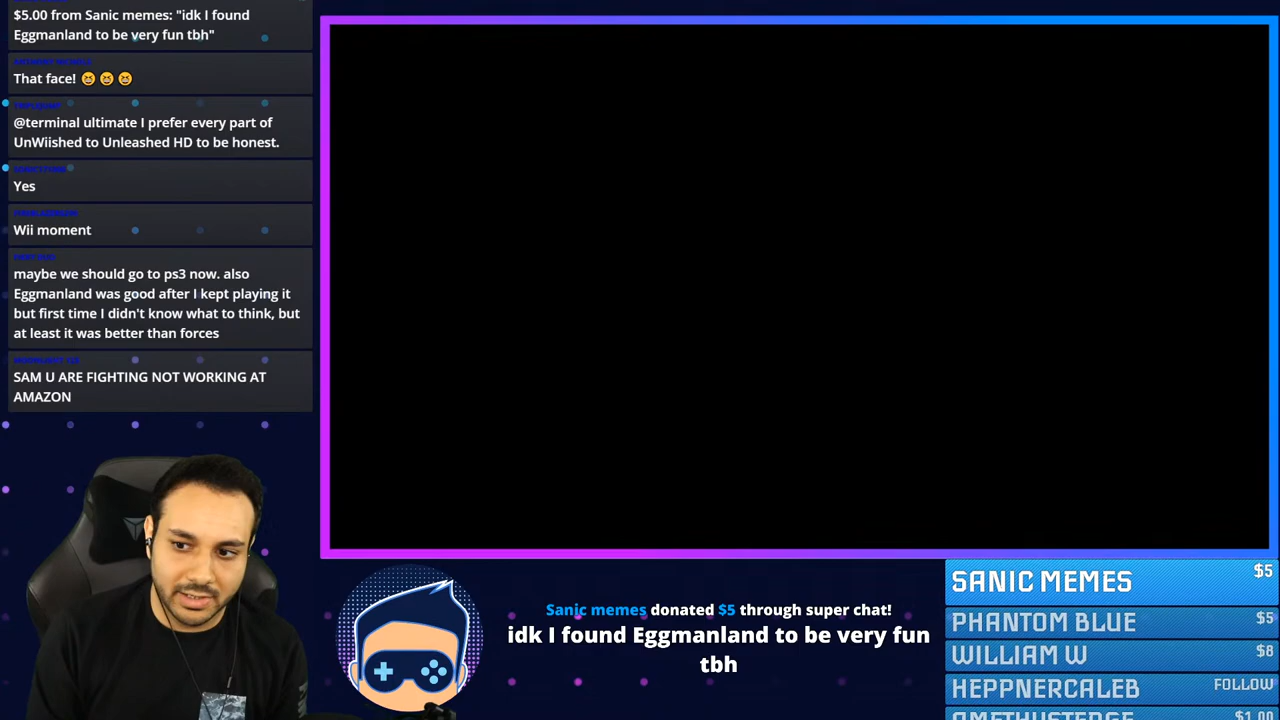 $5.00 from Sanic memes: "idk I found
Eggmanland to be very fun tbh"
That face! 😆 😆 😆
@terminal ultimate I prefer every part of
UnWiished to Unleashed HD to be honest.
Yes
Wii moment
maybe we should go to ps3 now. also
Eggmanland was good after I kept playing it
but first time I didn't know what to think, but
at least it was better than forces
SAM U ARE FIGHTING NOT WORKING AT
AMAZON
Sanic memes donated $5 through super chat!
idk I found Eggmanland to be very fun
tbh
SANIC MEMES $5
PHANTOM BLUE $5
WILLIAM W $8
HEPPNERCALEB FOLLOW
$1.00